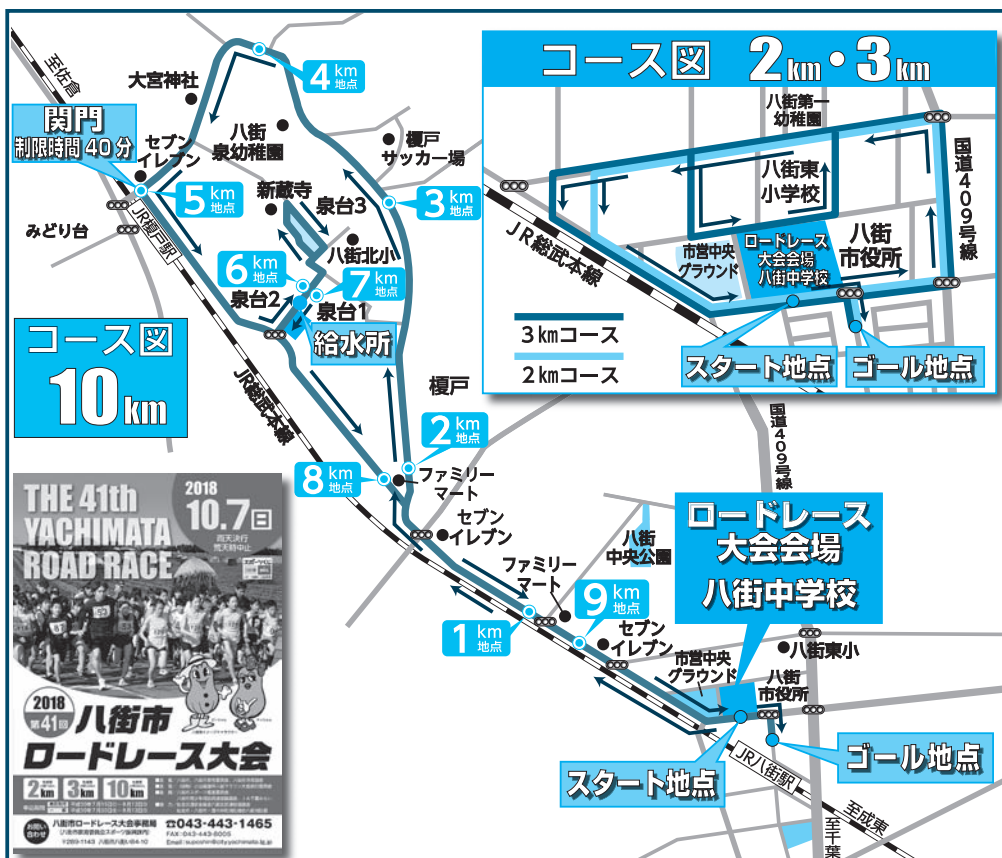 至佐倉
大宮神社
4km地点
関門
制限時間40分
セブン
イレブン
八街
泉幼稚園
榎戸
サッカー場
5km地点
新蔵寺
泉台3
3km地点
JR榎戸駅
みどり台
八街北小
6km地点
7km地点
泉台2
泉台1
給水所
コース図
10km
JR総武本線
榎戸
2km地点
8km地点
ファミリー
マート
セブン
イレブン
八街
中央公園
ファミリー
マート
1km地点
9km地点
セブン
イレブン
国道409号線
ロードレース
大会会場
八街中学校
市営中央
グラウンド
八街東小
八街
市役所
スタート地点
ゴール地点
JR八街駅
至成東
至千葉
コース図 2km・3km
八街第一
幼稚園
国道409号線
八街東
小学校
JR総武本線
市営中央
グラウンド
ロードレース
大会会場
八街中学校
八街
市役所
3kmコース
2kmコース
スタート地点
ゴール地点
THE 41th
YACHIMATA
ROAD RACE
2018
10.7日
雨天決行
荒天時中止
2018
第41回
八街市
ロードレース大会
2km
3km
10km
お問い
合わせ
八街市ロードレース大会事務局
☎043-443-1465
FAX:043-443-8005